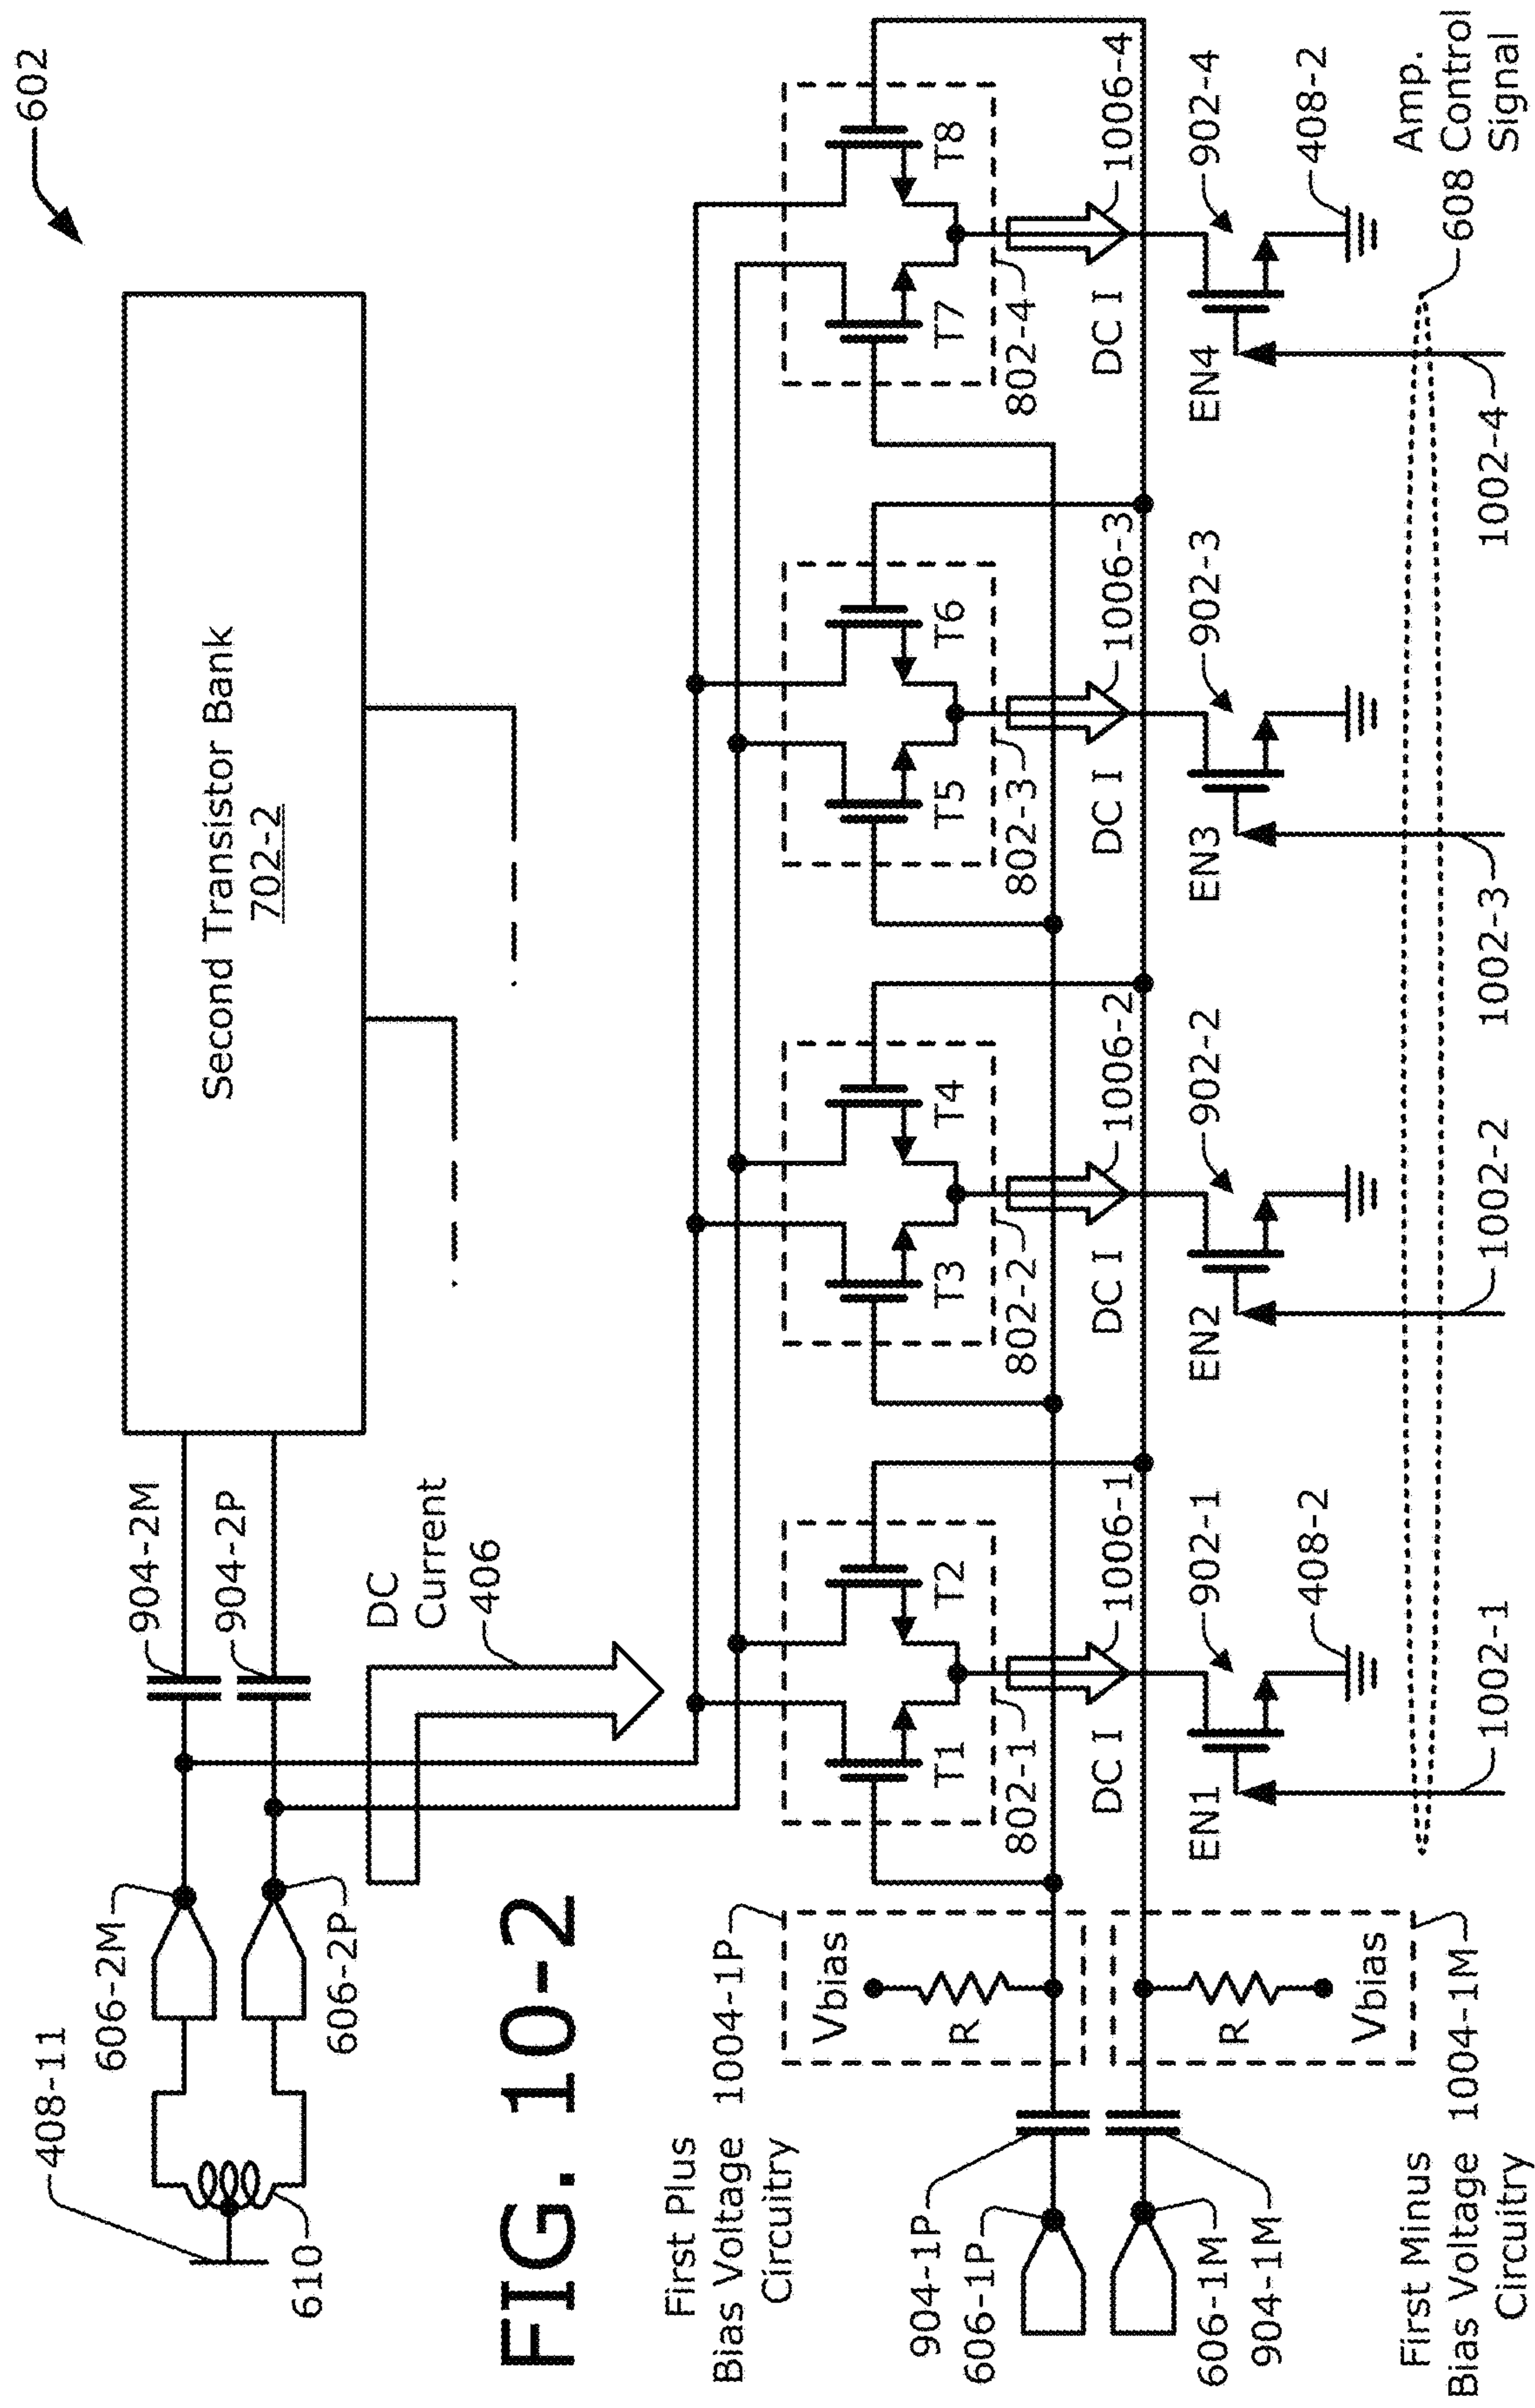 602
Second Transistor Bank
702-2
408-11
606-2M
904-2M
904-2P
606-2P
610
DC
Current
406
FIG. 10-2
T1
T2
T3
T4
T5
T6
T7
T8
802-1
802-2
802-3
802-4
First Plus
Bias Voltage 1004-1P
Circuitry
Vbias
R
DC I
1006-1
DC I
1006-2
DC I
1006-3
DC I
1006-4
904-1P
606-1P
606-1M
904-1M
R
Vbias
First Minus
Bias Voltage 1004-1M
Circuitry
EN1
902-1
EN2
902-2
EN3
902-3
EN4
902-4
408-2
408-2
1002-1
1002-2
1002-3
1002-4
Amp.
608 Control
Signal